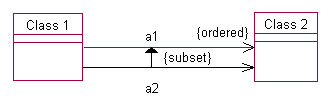 Class 1
Class 2
a1
{ordered}
{subset}
a2